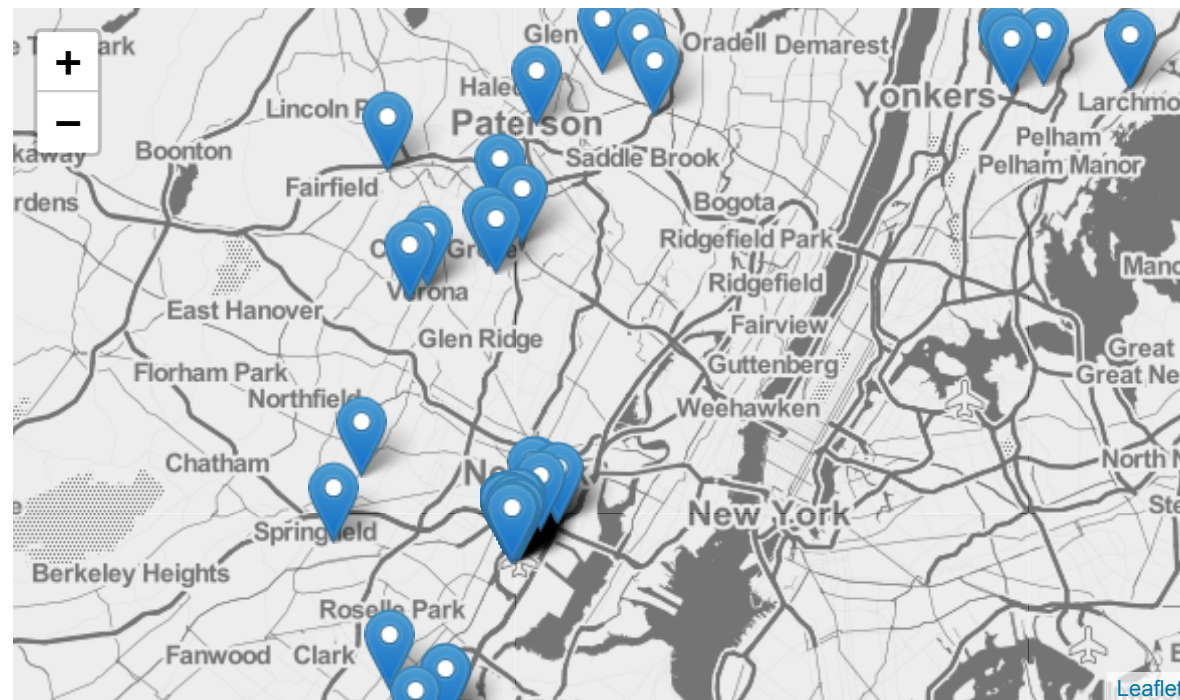 Glen
Oradell
Demarest
+
Yonkers
Haled
Larchmo
Lincoln P
Paterson
−
Pelham
Boonton
kaway
Saddle Brook
Pelham Manor
Fairfield
rdens
Bogota
Ridgefield Park
Verona
Ridgefield
East Hanover
Fairview
Glen Ridge
Great
Guttenberg
Florham Park
Great Ne
Northfield
Weehawken
Chatham
North
New York
Springfield
Berkeley Heights
Roselle Park
Fanwood
Clark
Leaflet